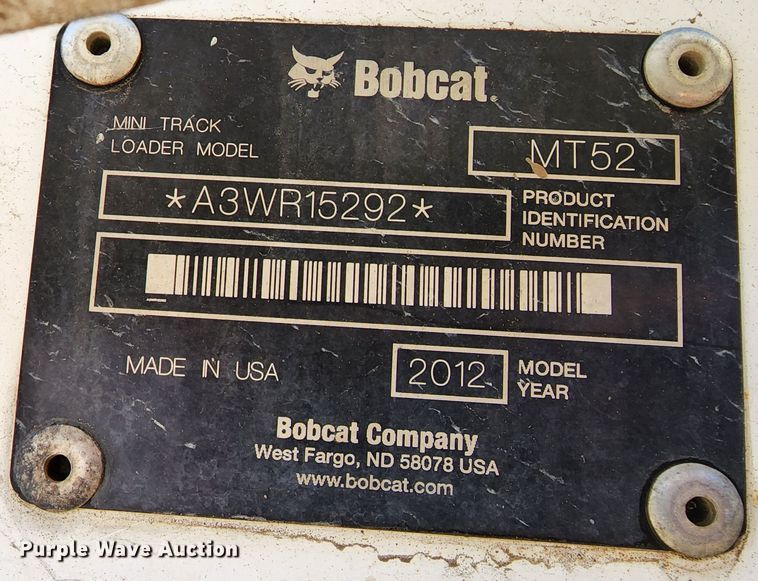 Bobcat.
MINI TRACK
LOADER MODEL
MT52
*A3WR15292*
PRODUCT
IDENTIFICATION
NUMBER
MADE IN USA
2012
MODEL
YEAR
Bobcat Company
West Fargo, ND 58078 USA
www.bobcat.com
Purple Wave Auction